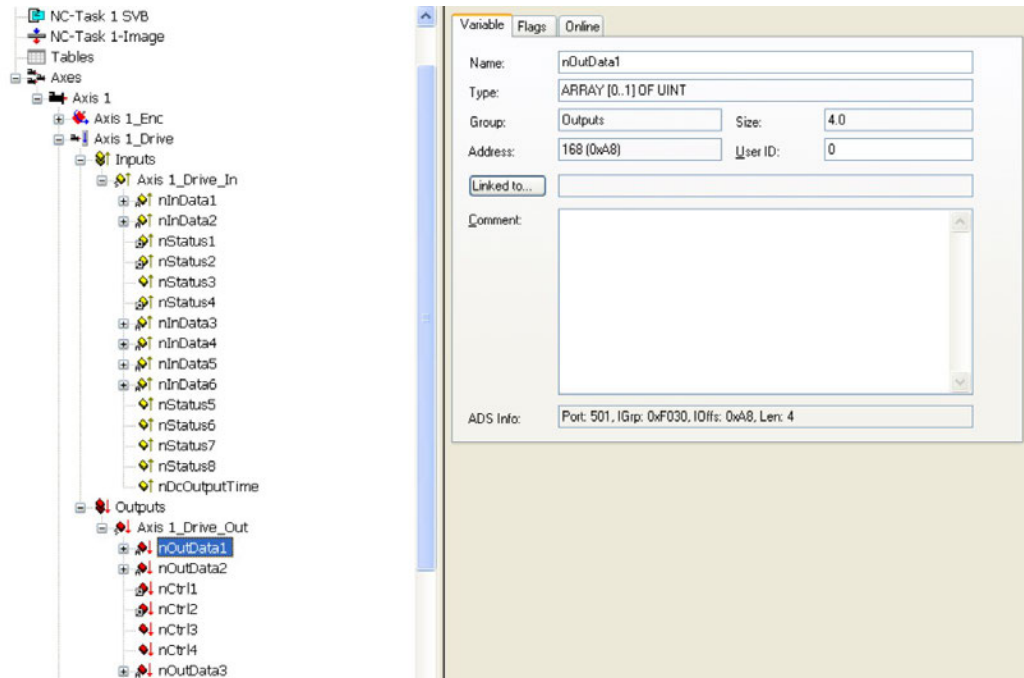 NC-Task 1 SVB
NC-Task 1-Image
Tables
Axes
Axis 1
Axis 1_Enc
Axis 1_Drive
Inputs
Axis 1_Drive_In
nInData1
nInData2
nStatus1
nStatus2
nStatus3
nStatus4
nInData3
nInData4
nInData5
nInData6
nStatus5
nStatus6
nStatus7
nStatus8
nDcOutputTime
Outputs
Axis 1_Drive_Out
nOutData1
nOutData2
nCtrl1
nCtrl2
nCtrl3
nCtrl4
nOutData3
Variable Flags Online
Name: nOutData1
Type: ARRAY [0..1] OF UINT
Group: Outputs Size: 4.0
Address: 168 (0xA8) User ID: 0
Linked to...
Comment:
ADS Info: Port: 501, IGrp: 0xF030, IOffs: 0xA8, Len: 4